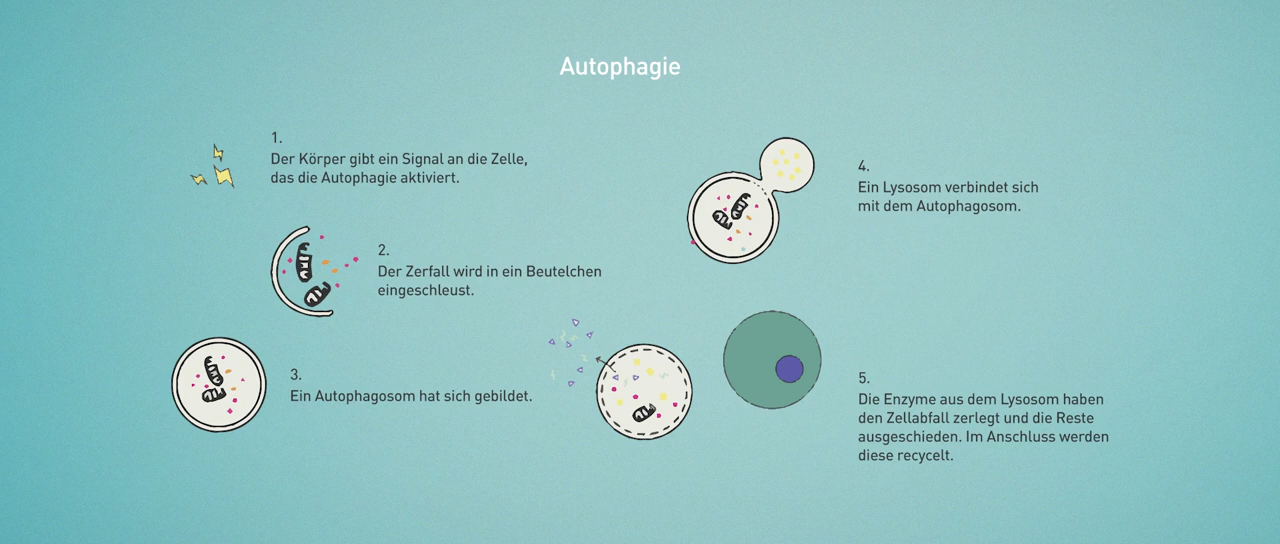 Autophagie
1.
Der Körper gibt ein Signal an die Zelle,
das die Autophagie aktiviert.
2.
Der Zerfall wird in ein Beutelchen
eingeschleust.
3.
Ein Autophagosom hat sich gebildet.
4.
Ein Lysosom verbindet sich
mit dem Autophagosom.
5.
Die Enzyme aus dem Lysosom haben
den Zellabfall zerlegt und die Reste
ausgeschieden. Im Anschluss werden
diese recycelt.